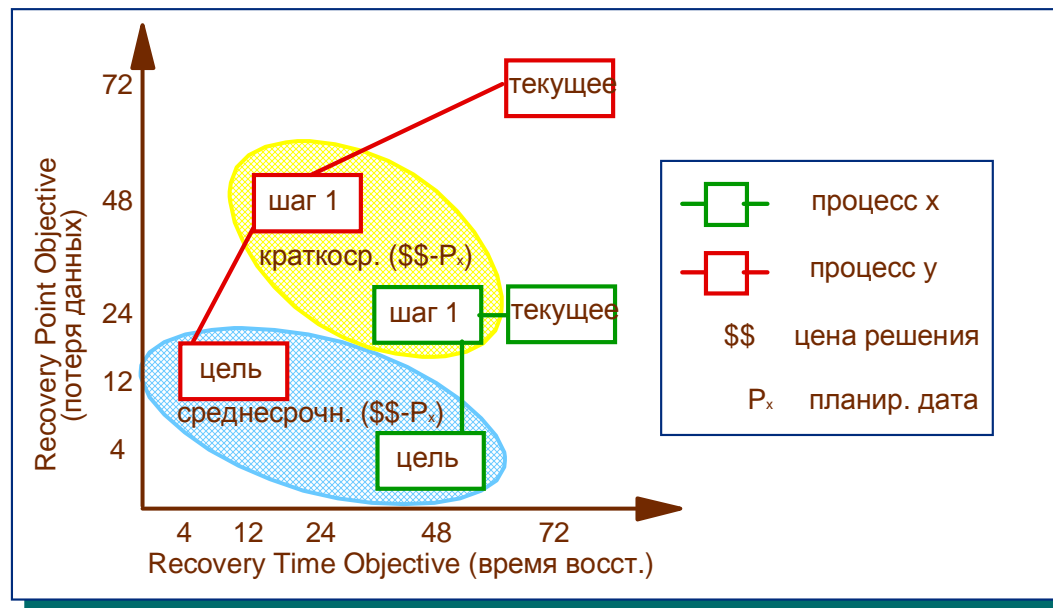 72
48
24
12
4
Recovery Point Objective
(потеря данных)
текущее
шаг 1
краткоср. ($$-Pₓ)
шаг 1
текущее
цель
среднесрочн. ($$-Pₓ)
цель
4 12 24 48 72
Recovery Time Objective (время восст.)
процесс x
процесс y
$$ цена решения
Pₓ планир. дата